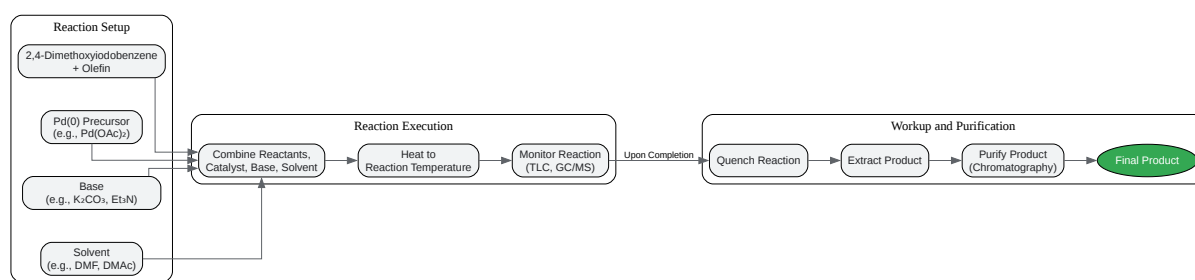 Reaction Setup
2,4-Dimethoxyiodobenzene
+ Olefin
Pd(0) Precursor
(e.g., Pd(OAc)₂)
Base
(e.g., K₂CO₃, Et₃N)
Solvent
(e.g., DMF, DMAc)
Reaction Execution
Combine Reactants,
Catalyst, Base, Solvent
Heat to
Reaction Temperature
Monitor Reaction
(TLC, GC/MS)
Upon Completion
Workup and Purification
Quench Reaction
Extract Product
Purify Product
(Chromatography)
Final Product